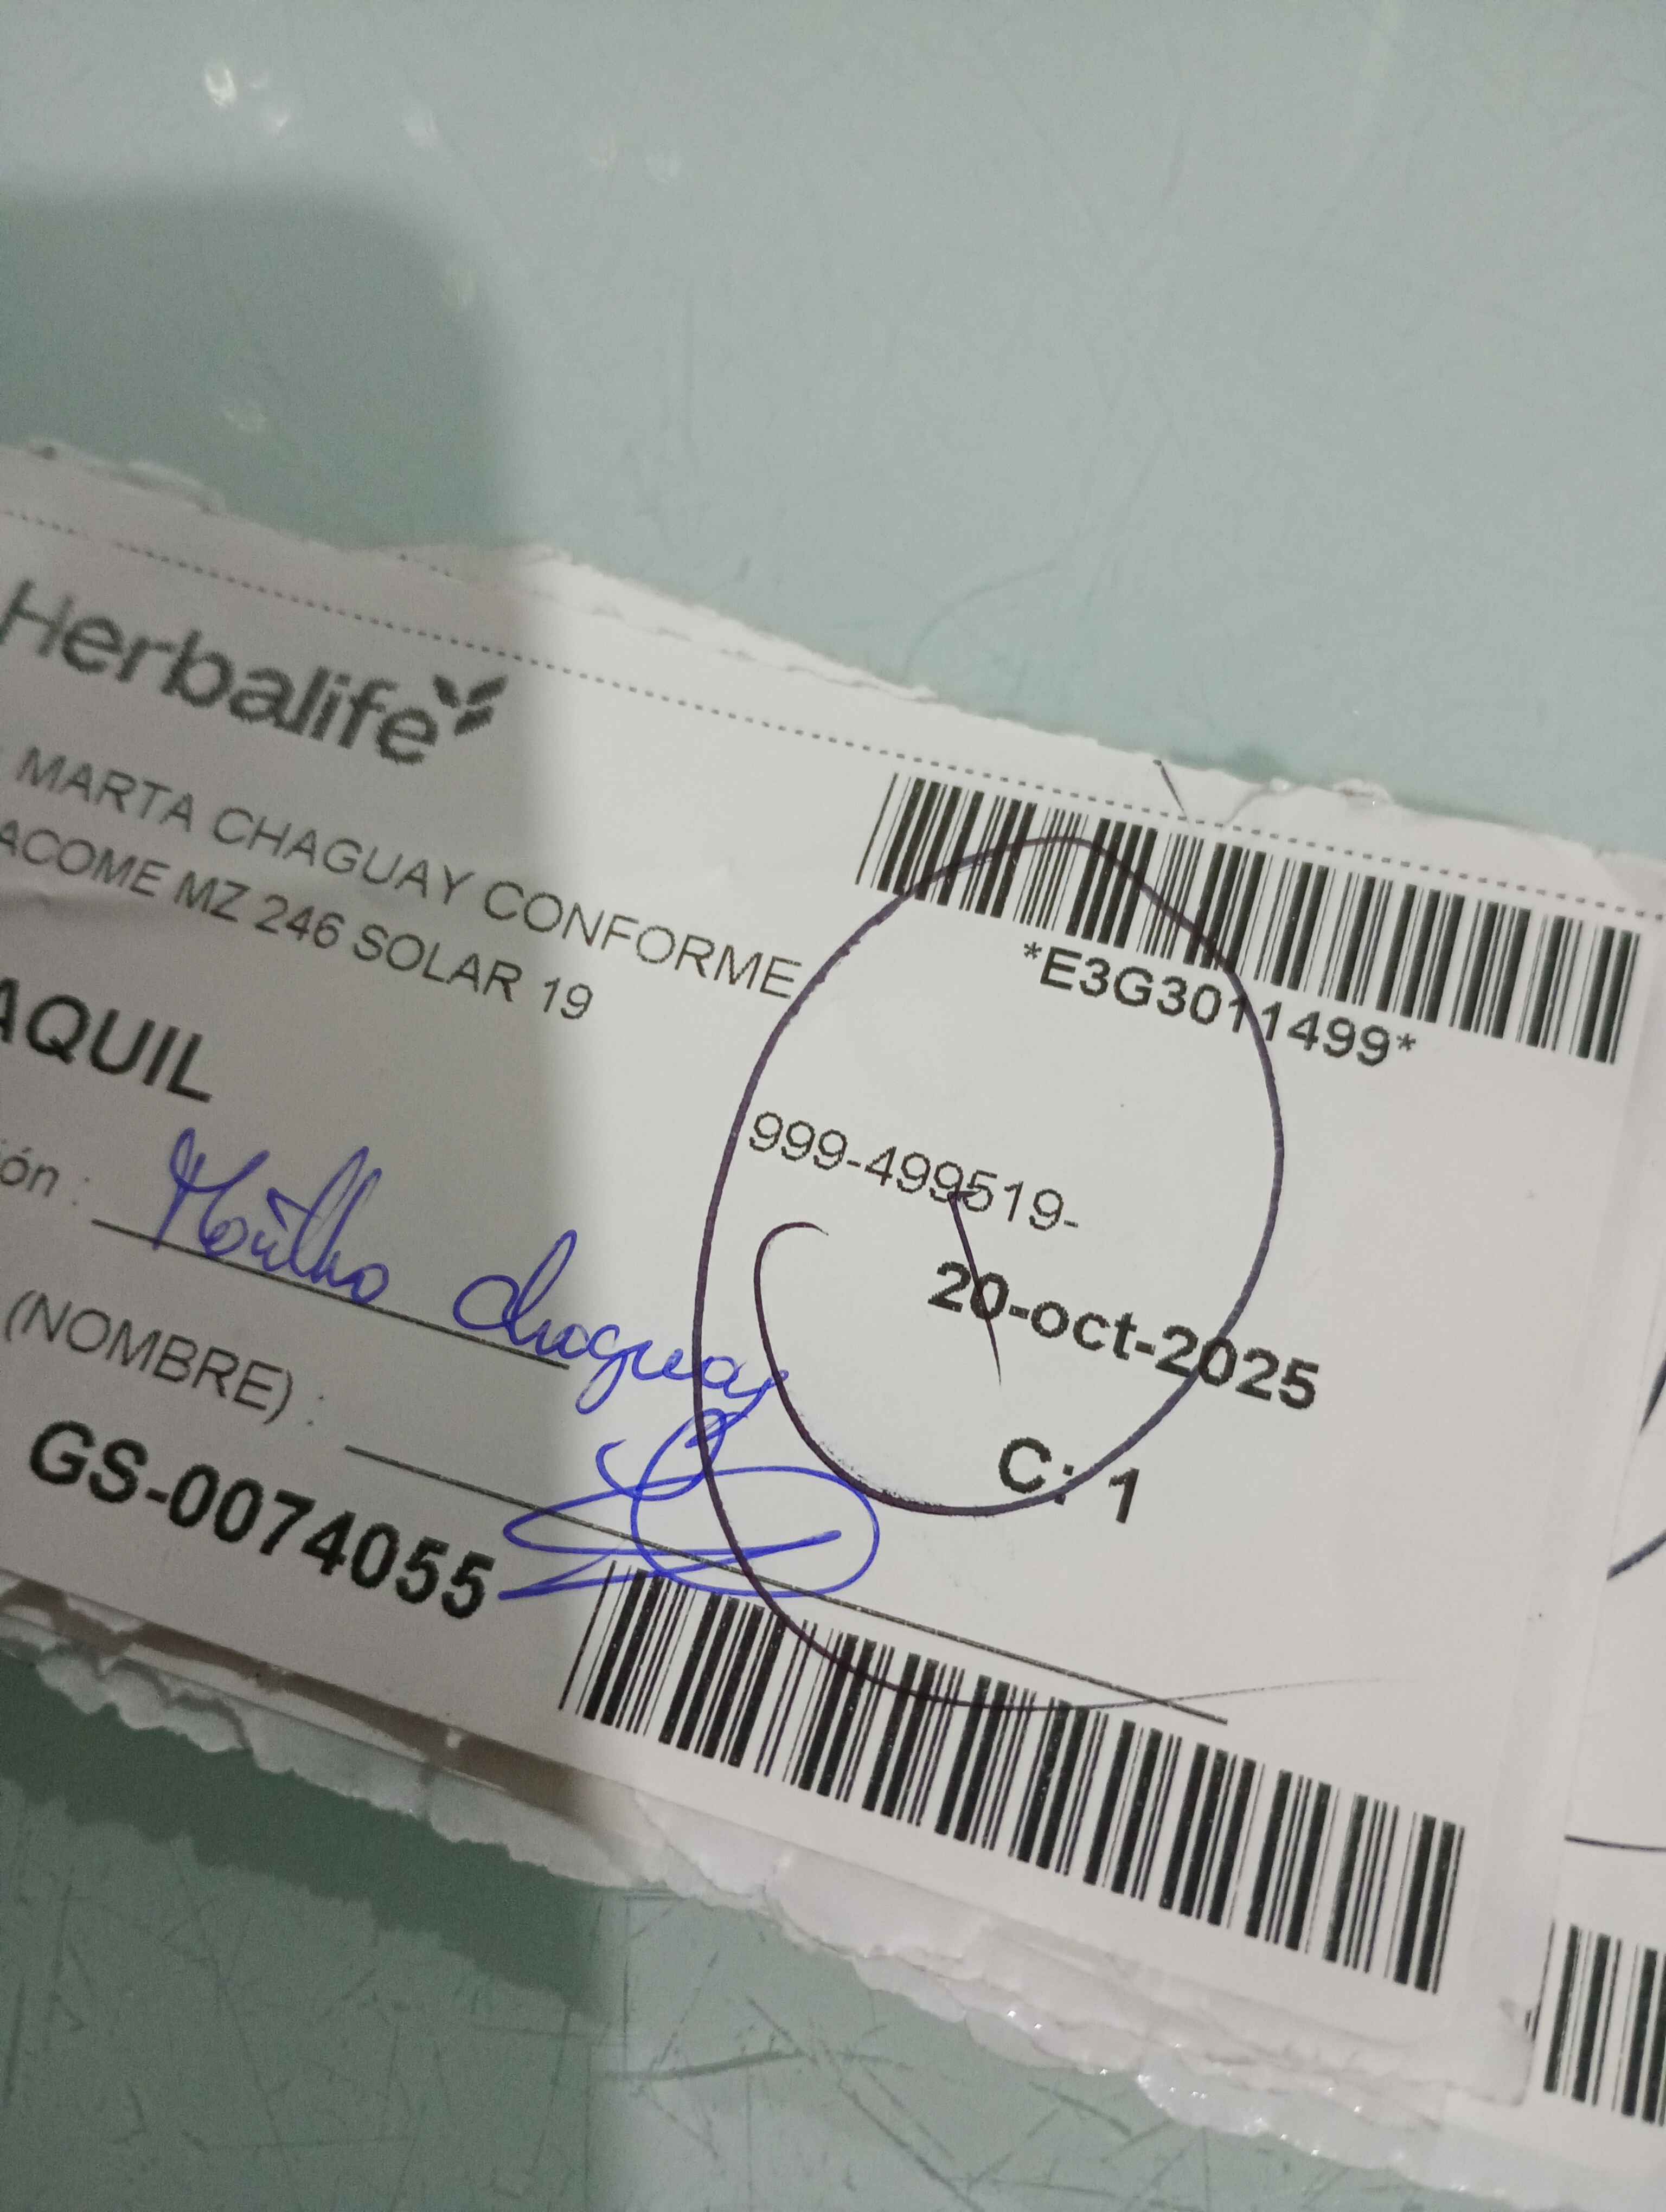 Herbalife
MARTA CHAGUAY CONFORME
ACOME MZ 246 SOLAR 19
AQUIL
*E3G3011499*
999-499519-
20-oct-2025
C: 1
ión :
Chaguay
(NOMBRE) :
GS-0074055